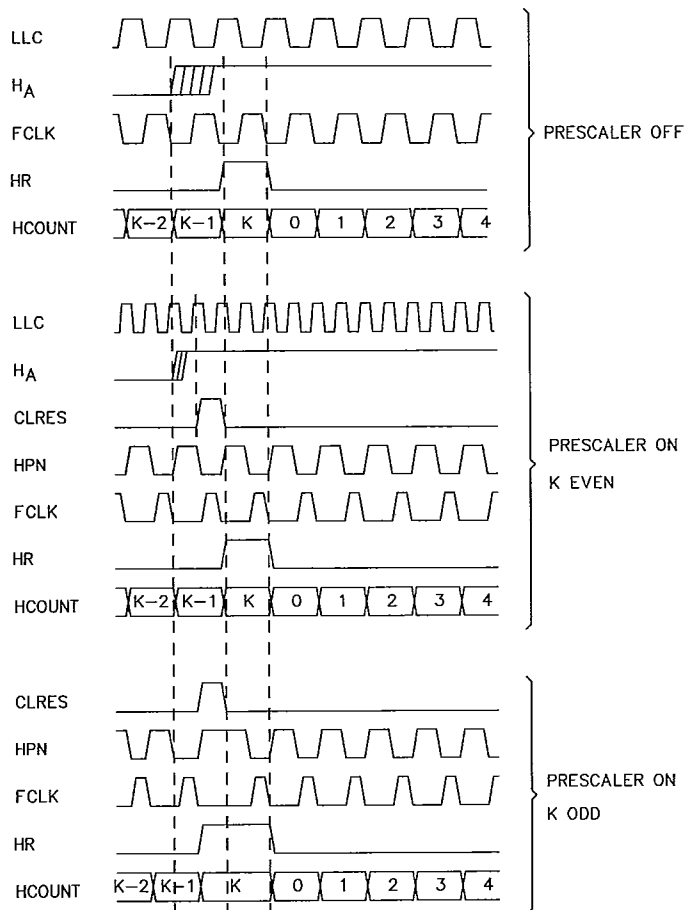 LLC
HA
FCLK
HR
HCOUNT K-2 K-1 K 0 1 2 3 4
PRESCALER OFF
LLC
HA
CLRES
HPN
FCLK
HR
HCOUNT K-2 K-1 K 0 1 2 3 4
PRESCALER ON
K EVEN
CLRES
HPN
FCLK
HR
HCOUNT K-2 K-1 K 0 1 2 3 4
PRESCALER ON
K ODD